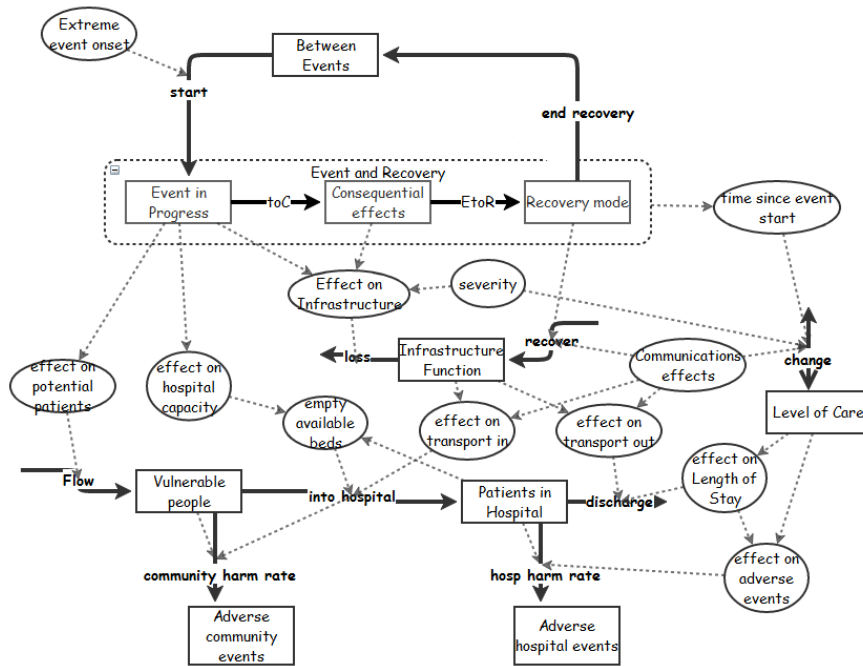 Extreme
event onset
Between
Events
start
end recovery
Event and Recovery
Event in
Progress
toC
Consequential
effects
EtoR
Recovery mode
time since event
start
Effect on
Infrastructure
severity
effect on
potential
patients
effect on
hospital
capacity
loss
Infrastructure
Function
recover
Communications
effects
change
empty
available
beds
effect on
transport in
effect on
transport out
Level of Care
effect on
Length of
Stay
Flow
Vulnerable
people
into hospital
Patients in
Hospital
discharge
community harm rate
hosp harm rate
effect on
adverse
events
Adverse
community
events
Adverse
hospital events